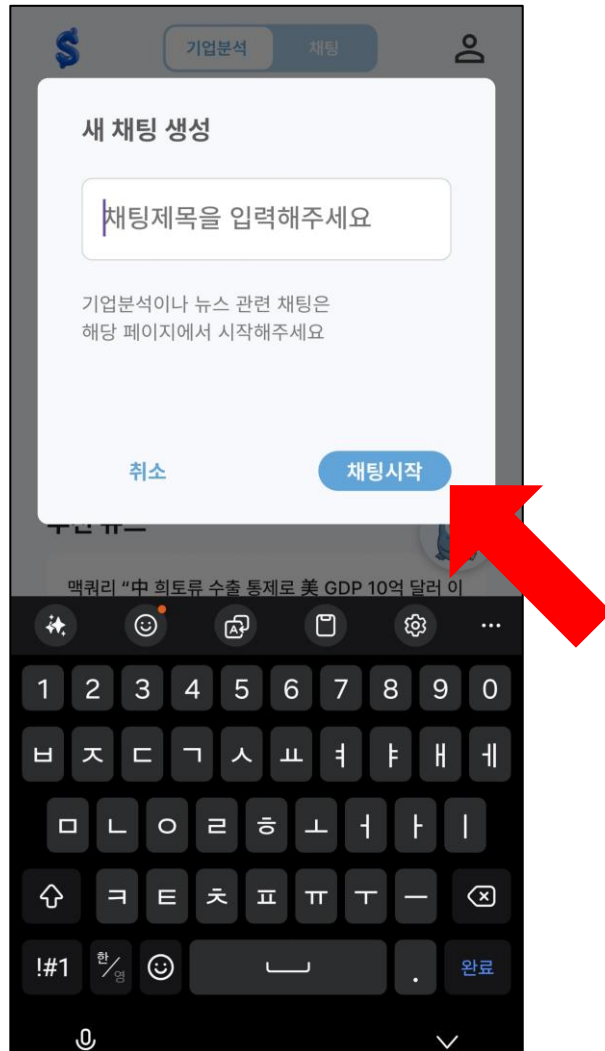 기업분석 채팅
새 채팅 생성
채팅제목을 입력해주세요
기업분석이나 뉴스 관련 채팅은
해당 페이지에서 시작해주세요
취소 채팅시작
맥쿼리 “中 희토류 수출 통제로 美 GDP 10억 달러 이
1 2 3 4 5 6 7 8 9 0
ㅂ ㅈ ㄷ ㄱ ㅅ ㅛ ㅕ ㅑ ㅐ ㅔ
ㅁ ㄴ ㅇ ㄹ ㅎ ㅗ ㅓ ㅏ ㅣ
ㅋ ㅌ ㅊ ㅍ ㅠ ㅜ ㅡ
!#1 한/영 . 완료